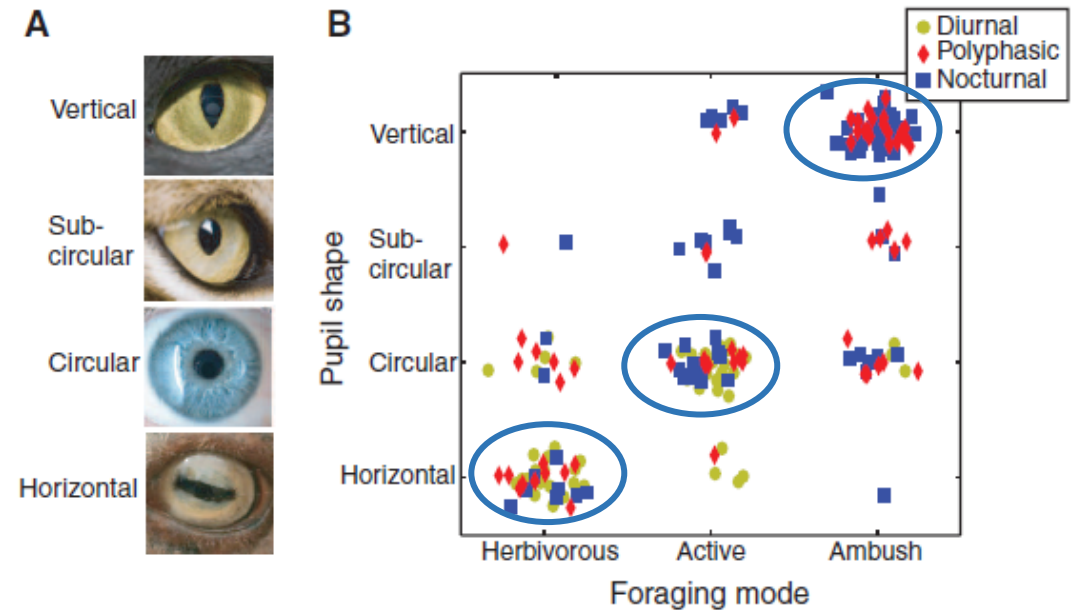 A
Vertical
Sub-
circular
Circular
Horizontal
B
Diurnal
Polyphasic
Nocturnal
Pupil shape
Vertical
Sub-
circular
Circular
Horizontal
Herbivorous
Active
Ambush
Foraging mode